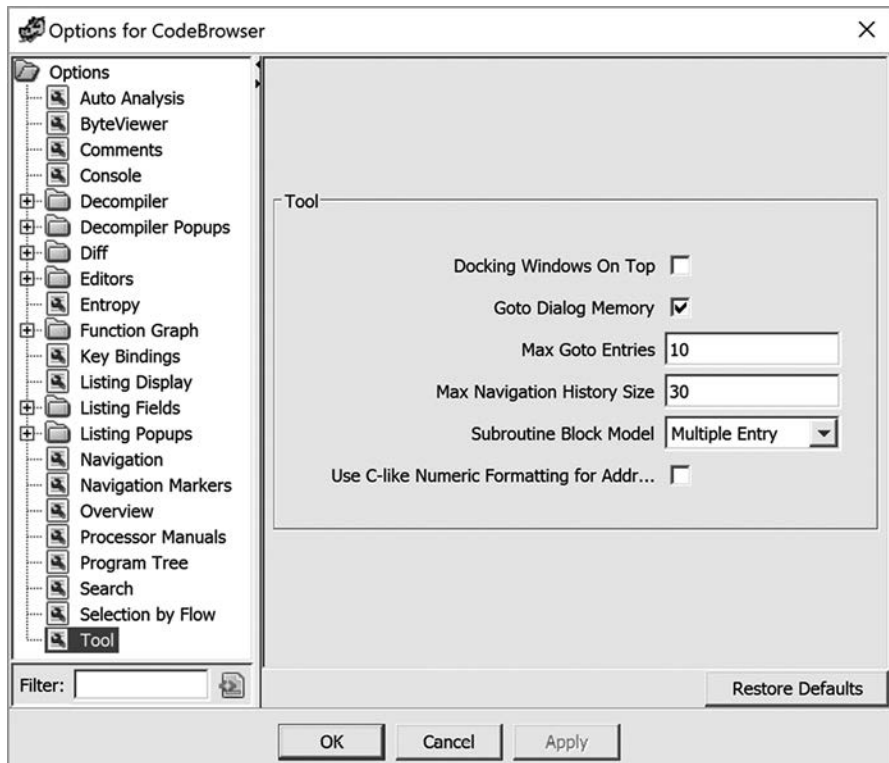 Options for CodeBrowser
Options
Auto Analysis
ByteViewer
Comments
Console
Decompiler
Decompiler Popups
Diff
Editors
Entropy
Function Graph
Key Bindings
Listing Display
Listing Fields
Listing Popups
Navigation
Navigation Markers
Overview
Processor Manuals
Program Tree
Search
Selection by Flow
Tool
Filter:
Tool
Docking Windows On Top
Goto Dialog Memory
Max Goto Entries 10
Max Navigation History Size 30
Subroutine Block Model Multiple Entry
Use C-like Numeric Formatting for Addr...
Restore Defaults
OK Cancel Apply